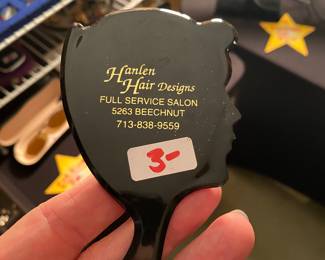 Hanlen
Hair Designs
FULL SERVICE SALON
5263 BEECHNUT
713-838-9559
3-